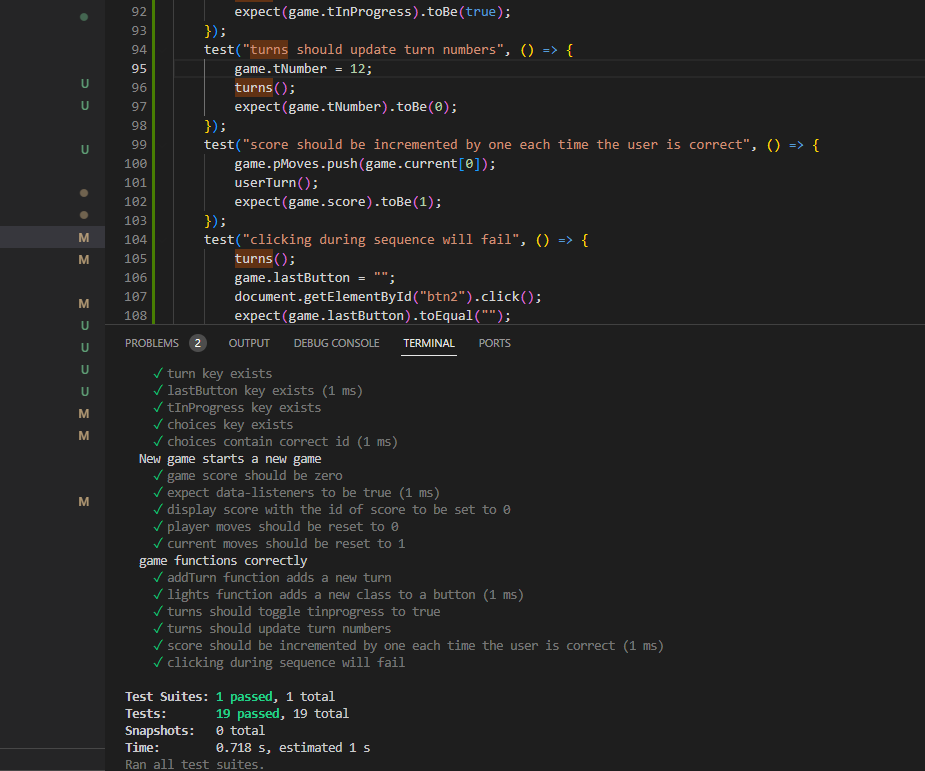 92 expect(game.tInProgress).toBe(true);
93 });
94 test("turns should update turn numbers", () => {
U 95 game.tNumber = 12;
96 turns();
U 97 expect(game.tNumber).toBe(0);
98 });
U 99 test("score should be incremented by one each time the user is correct", () => {
100 game.pMoves.push(game.current[0]);
101 userTurn();
102 expect(game.score).toBe(1);
103 });
M 104 test("clicking during sequence will fail", () => {
M 105 turns();
106 game.lastButton = "";
M 107 document.getElementById("btn2").click();
108 expect(game.lastButton).toEqual("");
U
PROBLEMS 2 OUTPUT DEBUG CONSOLE TERMINAL PORTS
U
U ✓ turn key exists
U ✓ lastButton key exists (1 ms)
M ✓ tInProgress key exists
✓ choices key exists
M ✓ choices contain correct id (1 ms)
New game starts a new game
✓ game score should be zero
✓ expect data-listeners to be true (1 ms)
M ✓ display score with the id of score to be set to 0
✓ player moves should be reset to 0
✓ current moves should be reset to 1
game functions correctly
✓ addTurn function adds a new turn
✓ lights function adds a new class to a button (1 ms)
✓ turns should toggle tinprogress to true
✓ turns should update turn numbers
✓ score should be incremented by one each time the user is correct (1 ms)
✓ clicking during sequence will fail
Test Suites: 1 passed, 1 total
Tests: 19 passed, 19 total
Snapshots: 0 total
Time: 0.718 s, estimated 1 s
Ran all test suites.